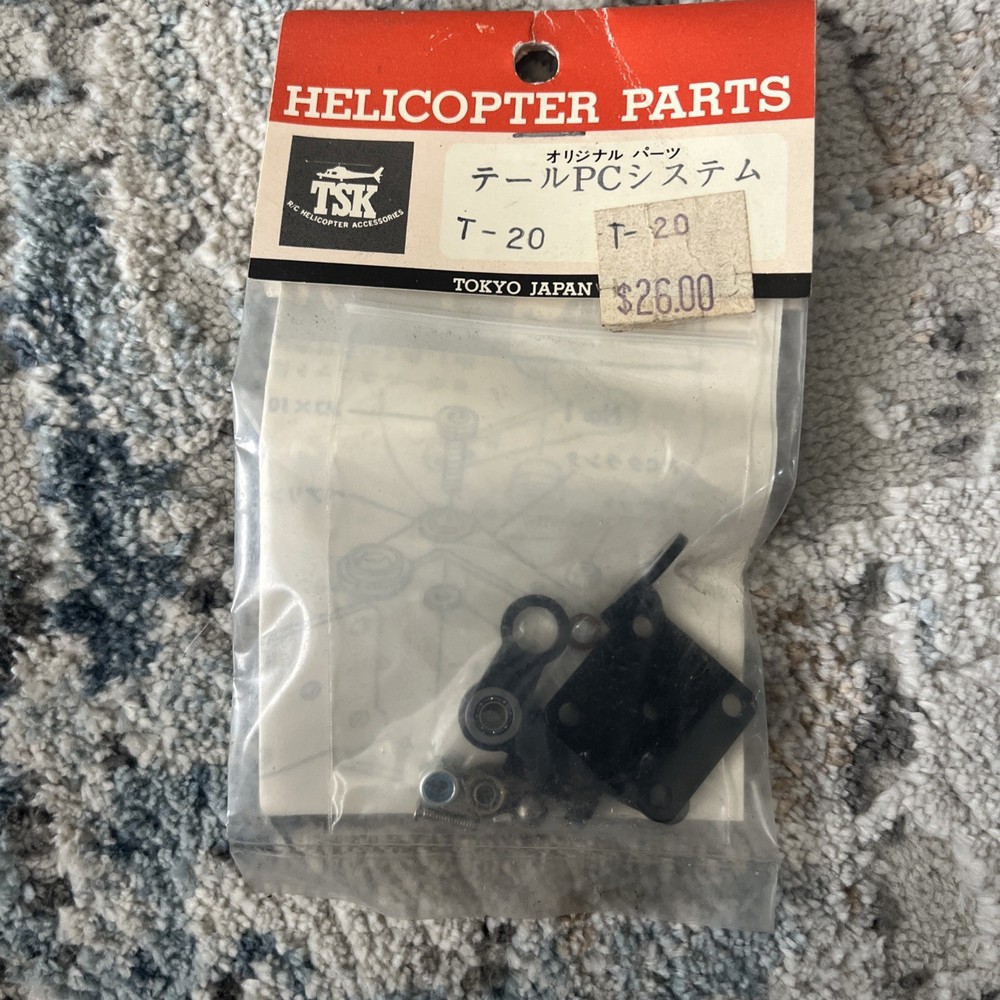 HELICOPTER PARTS
TSK
R/C HELICOPTER ACCESSORIES
オリジナル パーツ
テールPCシステム
T-20
T-20
$26.00
TOKYO JAPAN